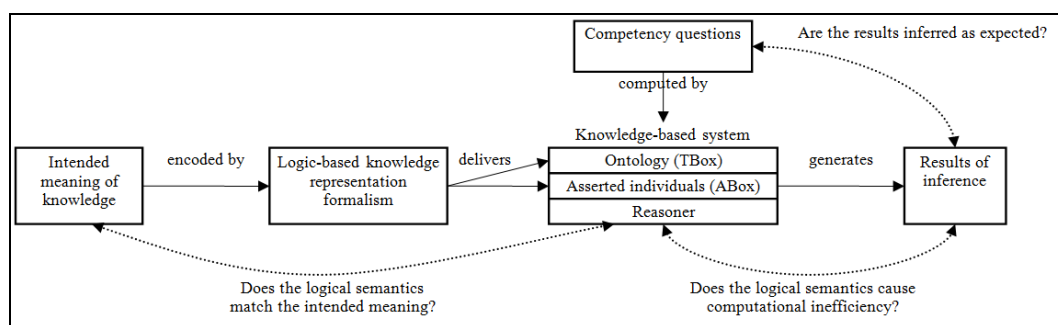 Competency questions
Are the results inferred as expected?
computed by
Knowledge-based system
Intended meaning of knowledge
encoded by
Logic-based knowledge representation formalism
delivers
Ontology (TBox)
Asserted individuals (ABox)
Reasoner
generates
Results of inference
Does the logical semantics
match the intended meaning?
Does the logical semantics cause
computational inefficiency?